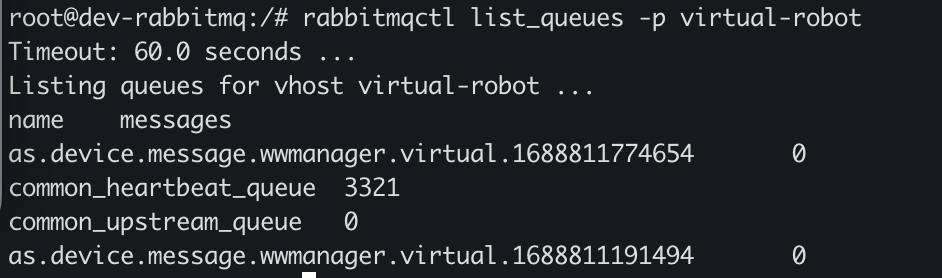 root@dev-rabbitmq:/# rabbitmqctl list_queues -p virtual-robot
Timeout: 60.0 seconds ...
Listing queues for vhost virtual-robot ...
name    messages
as.device.message.wwmanager.virtual.1688811774654       0
common_heartbeat_queue  3321
common_upstream_queue   0
as.device.message.wwmanager.virtual.1688811191494       0